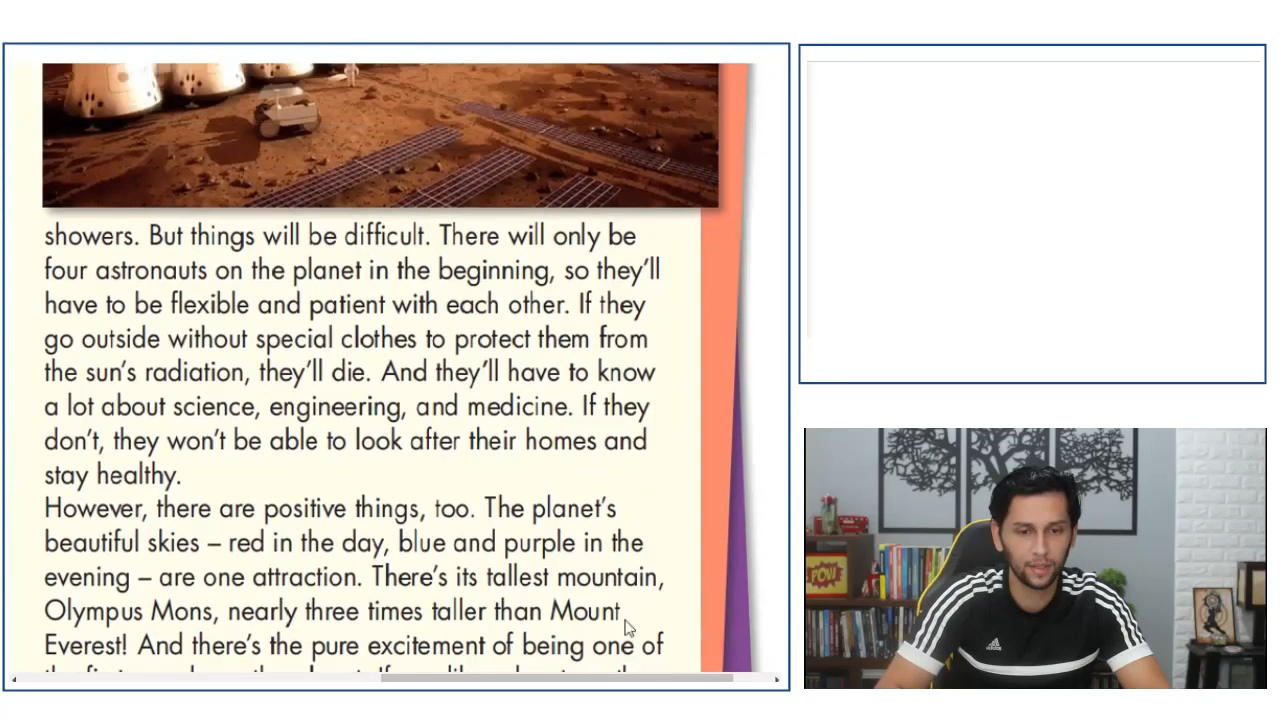 showers. But things will be difficult. There will only be
four astronauts on the planet in the beginning, so they'll
have to be flexible and patient with each other. If they
go outside without special clothes to protect them from
the sun's radiation, they'll die. And they'll have to know
a lot about science, engineering, and medicine. If they
don't, they won't be able to look after their homes and
stay healthy.
However, there are positive things, too. The planet's
beautiful skies – red in the day, blue and purple in the
evening – are one attraction. There's its tallest mountain,
Olympus Mons, nearly three times taller than Mount
Everest! And there's the pure excitement of being one of
POW
adidas